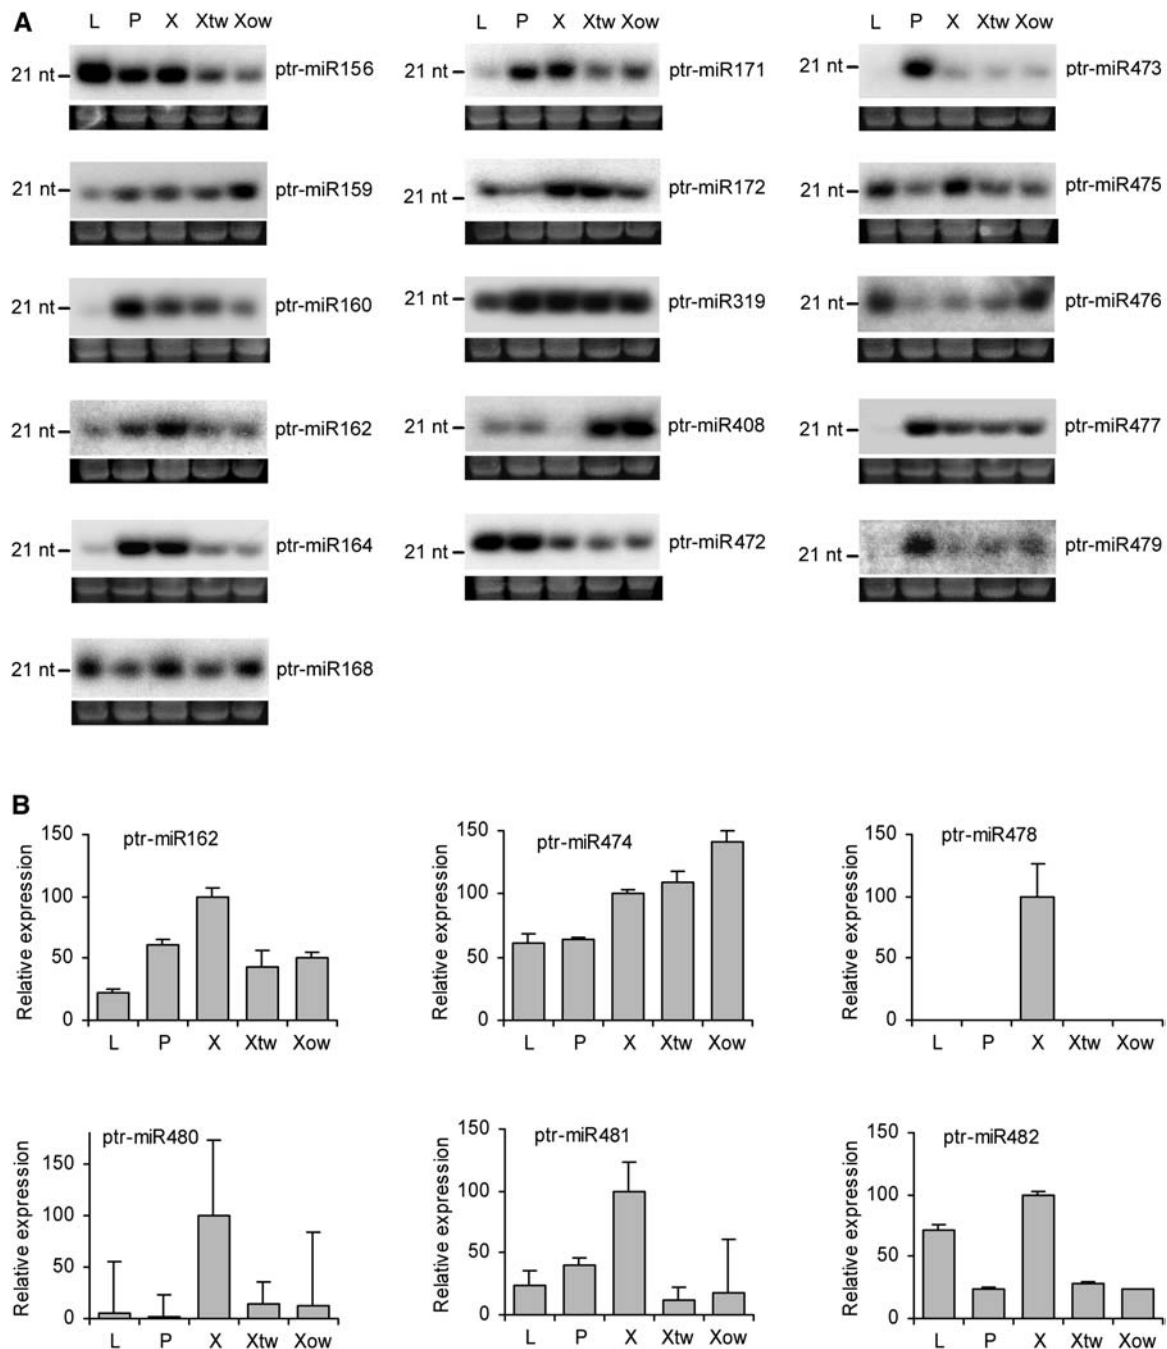 A
L P X Xtw Xow
L P X Xtw Xow
L P X Xtw Xow
21 nt ptr-miR156
21 nt ptr-miR171
21 nt ptr-miR473
21 nt ptr-miR159
21 nt ptr-miR172
21 nt ptr-miR475
21 nt ptr-miR160
21 nt ptr-miR319
21 nt ptr-miR476
21 nt ptr-miR162
21 nt ptr-miR408
21 nt ptr-miR477
21 nt ptr-miR164
21 nt ptr-miR472
21 nt ptr-miR479
21 nt ptr-miR168
B
ptr-miR162
Relative expression
150
100
50
0
L P X Xtw Xow
ptr-miR474
Relative expression
150
100
50
0
L P X Xtw Xow
ptr-miR478
Relative expression
150
100
50
0
L P X Xtw Xow
ptr-miR480
Relative expression
150
100
50
0
L P X Xtw Xow
ptr-miR481
Relative expression
150
100
50
0
L P X Xtw Xow
ptr-miR482
Relative expression
150
100
50
0
L P X Xtw Xow